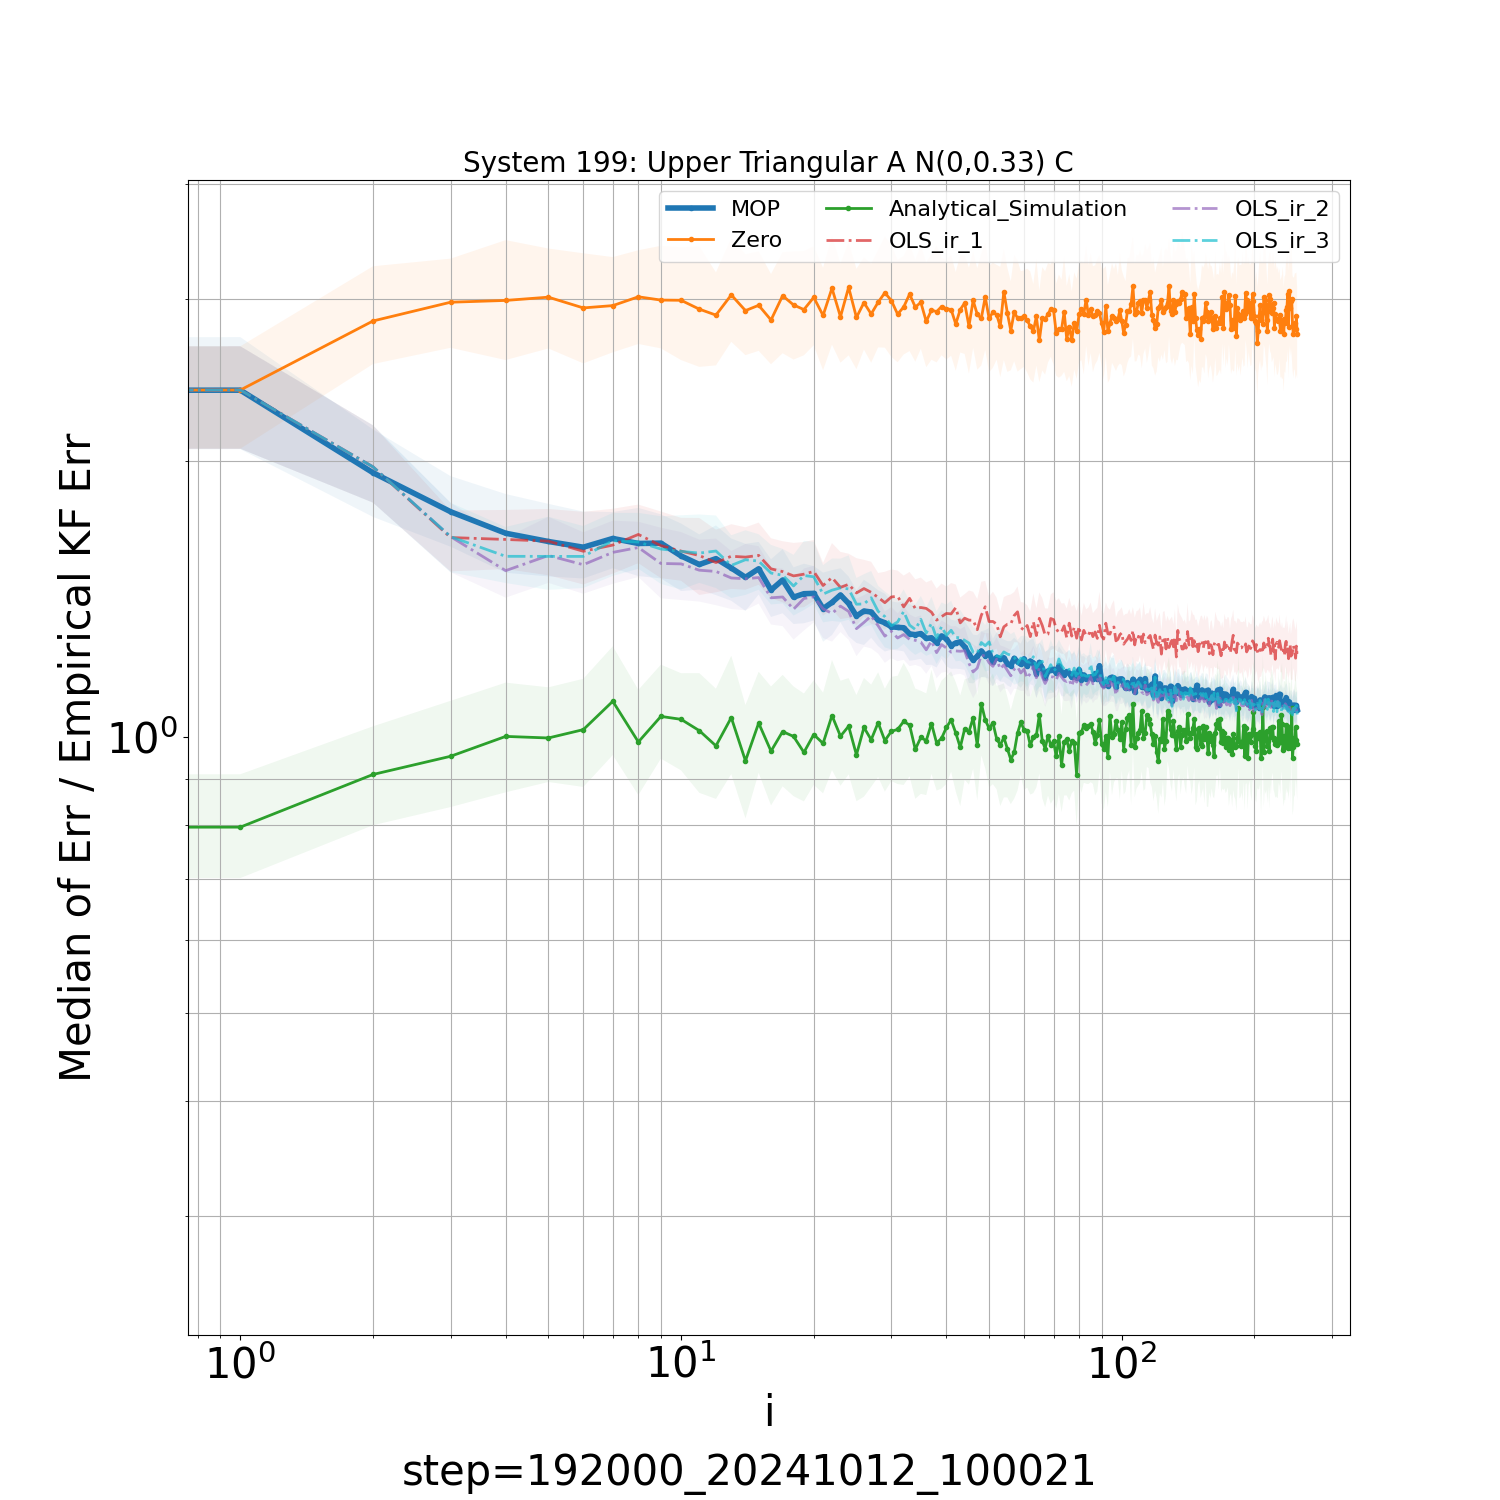 System 199: Upper Triangular A N(0,0.33) C
MOP
Zero
Analytical_Simulation
OLS_ir_1
OLS_ir_2
OLS_ir_3
Median of Err / Empirical KF Err
10⁰
10⁰ 10¹ 10²
i
step=192000_20241012_100021